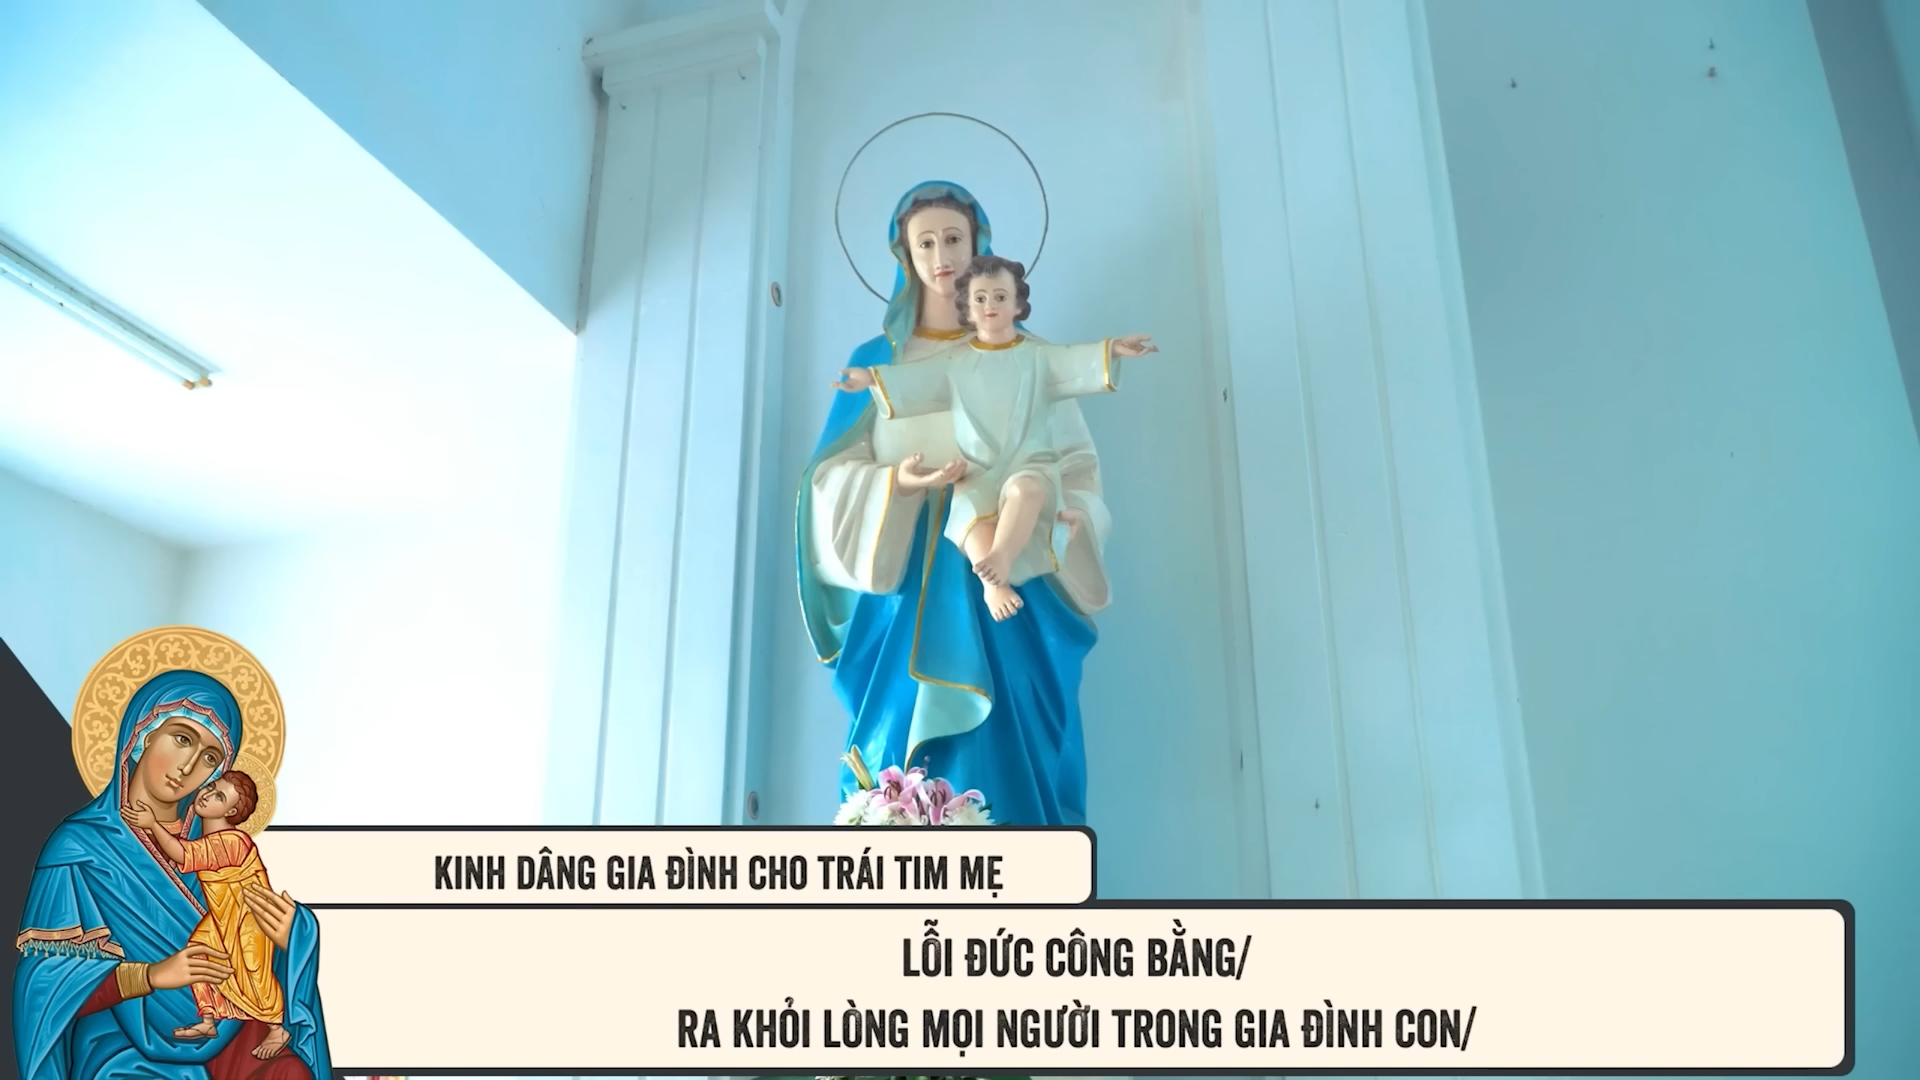 KINH DÂNG GIA ĐÌNH CHO TRÁI TIM MẸ
LỖI ĐỨC CÔNG BẰNG/
RA KHỎI LÒNG MỌI NGƯỜI TRONG GIA ĐÌNH CON/